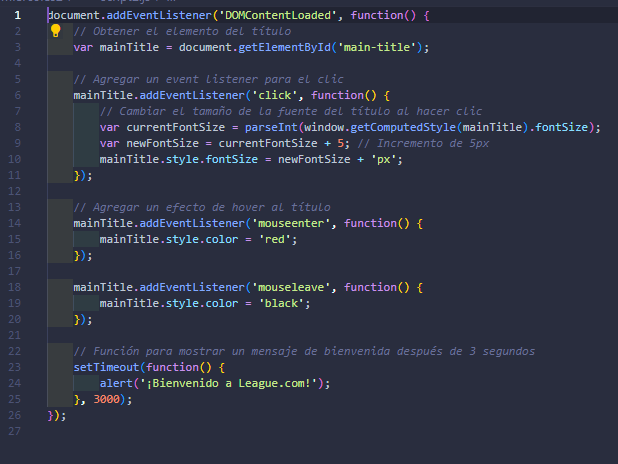 1 document.addEventListener('DOMContentLoaded', function() {
2 // Obtener el elemento del título
3 var mainTitle = document.getElementById('main-title');
4
5 // Agregar un event listener para el clic
6 mainTitle.addEventListener('click', function() {
7 // Cambiar el tamaño de la fuente del título al hacer clic
8 var currentFontSize = parseInt(window.getComputedStyle(mainTitle).fontSize);
9 var newFontSize = currentFontSize + 5; // Incremento de 5px
10 mainTitle.style.fontSize = newFontSize + 'px';
11 });
12
13 // Agregar un efecto de hover al título
14 mainTitle.addEventListener('mouseenter', function() {
15 mainTitle.style.color = 'red';
16 });
17
18 mainTitle.addEventListener('mouseleave', function() {
19 mainTitle.style.color = 'black';
20 });
21
22 // Función para mostrar un mensaje de bienvenida después de 3 segundos
23 setTimeout(function() {
24 alert('¡Bienvenido a League.com!');
25 }, 3000);
26 });
27